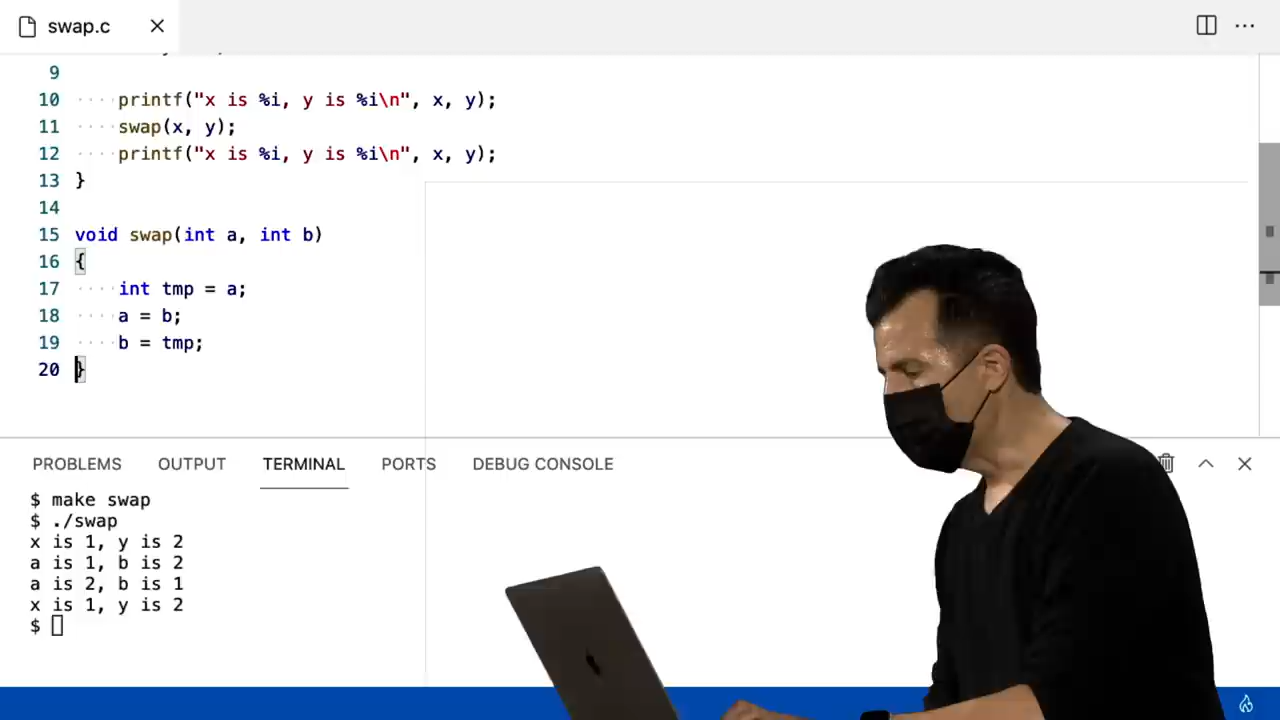 swap.c
9
10 printf("x is %i, y is %i\n", x, y);
11 swap(x, y);
12 printf("x is %i, y is %i\n", x, y);
13 }
14
15 void swap(int a, int b)
16 {
17 int tmp = a;
18 a = b;
19 b = tmp;
20 }
PROBLEMS OUTPUT TERMINAL PORTS DEBUG CONSOLE
$ make swap
$ ./swap
x is 1, y is 2
a is 1, b is 2
a is 2, b is 1
x is 1, y is 2
$